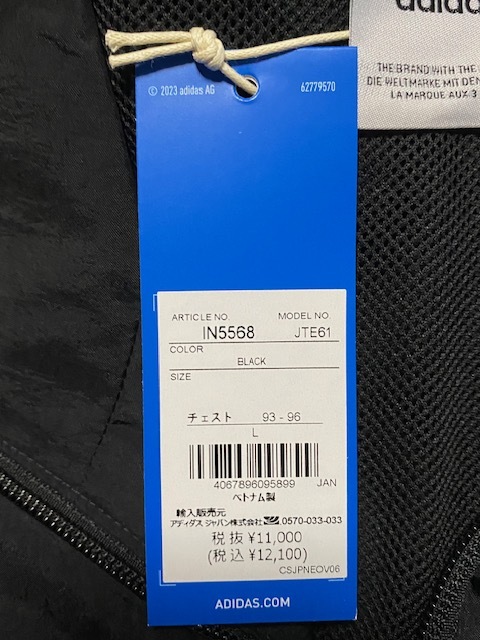 adidas
THE BRAND WITH THE
DIE WELTMARKE MIT DEN
LA MARQUE AUX 3
© 2023 adidas AG 62779570
ARTICLE NO. MODEL NO.
IN5568 JTE61
COLOR
BLACK
SIZE
チェスト 93-96
L
4067896095899 JAN
ベトナム製
輸入販売元
アディダス ジャパン株式会社 0570-033-033
税抜 ¥11,000
(税込 ¥12,100)
CSJPNEOV06
ADIDAS.COM